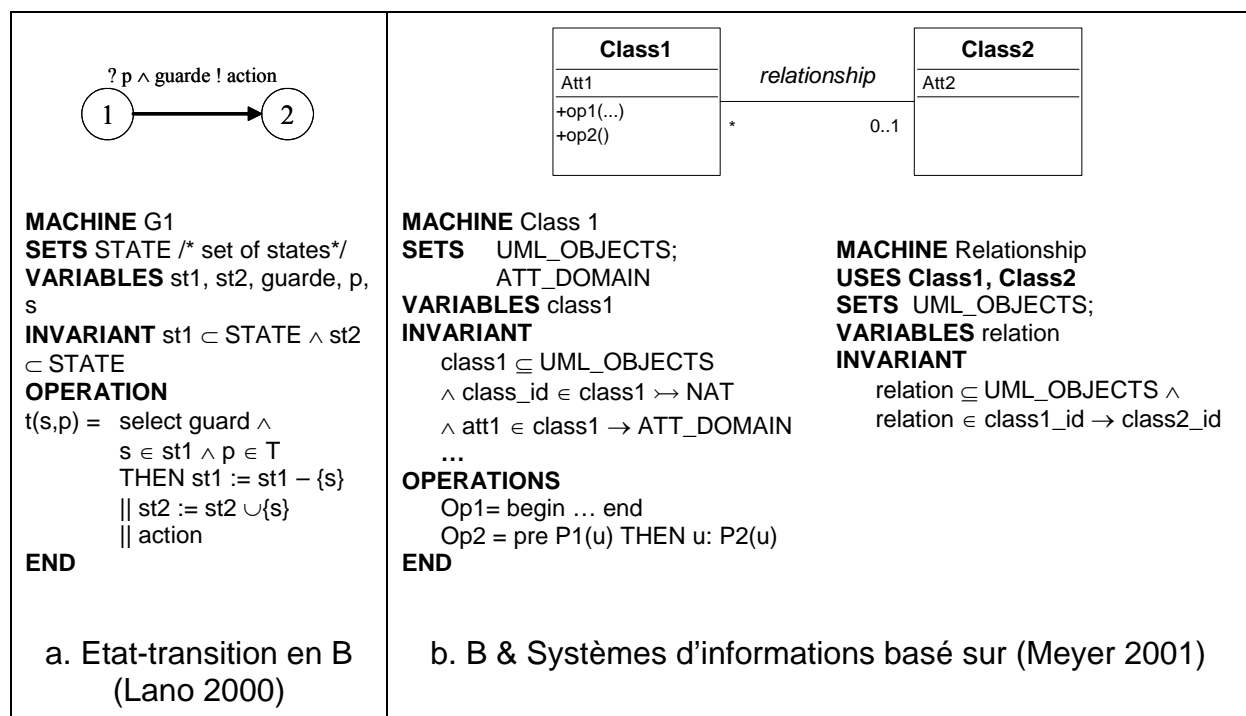 ? p ∧ guarde ! action
1
2
MACHINE G1
SETS STATE /* set of states*/
VARIABLES st1, st2, guarde, p,
s
INVARIANT st1 ⊂ STATE ∧ st2
⊂ STATE
OPERATION
t(s,p) = select guard ∧
s ∈ st1 ∧ p ∈ T
THEN st1 := st1 – {s}
|| st2 := st2 ∪{s}
|| action
END
a. Etat-transition en B
(Lano 2000)
Class1
Att1
+op1(...)
+op2()
relationship
*
0..1
Class2
Att2
MACHINE Class 1
SETS UML_OBJECTS;
ATT_DOMAIN
VARIABLES class1
INVARIANT
class1 ⊆ UML_OBJECTS
∧ class_id ∈ class1 ↣ NAT
∧ att1 ∈ class1 → ATT_DOMAIN
…
OPERATIONS
Op1= begin … end
Op2 = pre P1(u) THEN u: P2(u)
END
MACHINE Relationship
USES Class1, Class2
SETS UML_OBJECTS;
VARIABLES relation
INVARIANT
relation ⊆ UML_OBJECTS ∧
relation ∈ class1_id → class2_id
b. B & Systèmes d'informations basé sur (Meyer 2001)